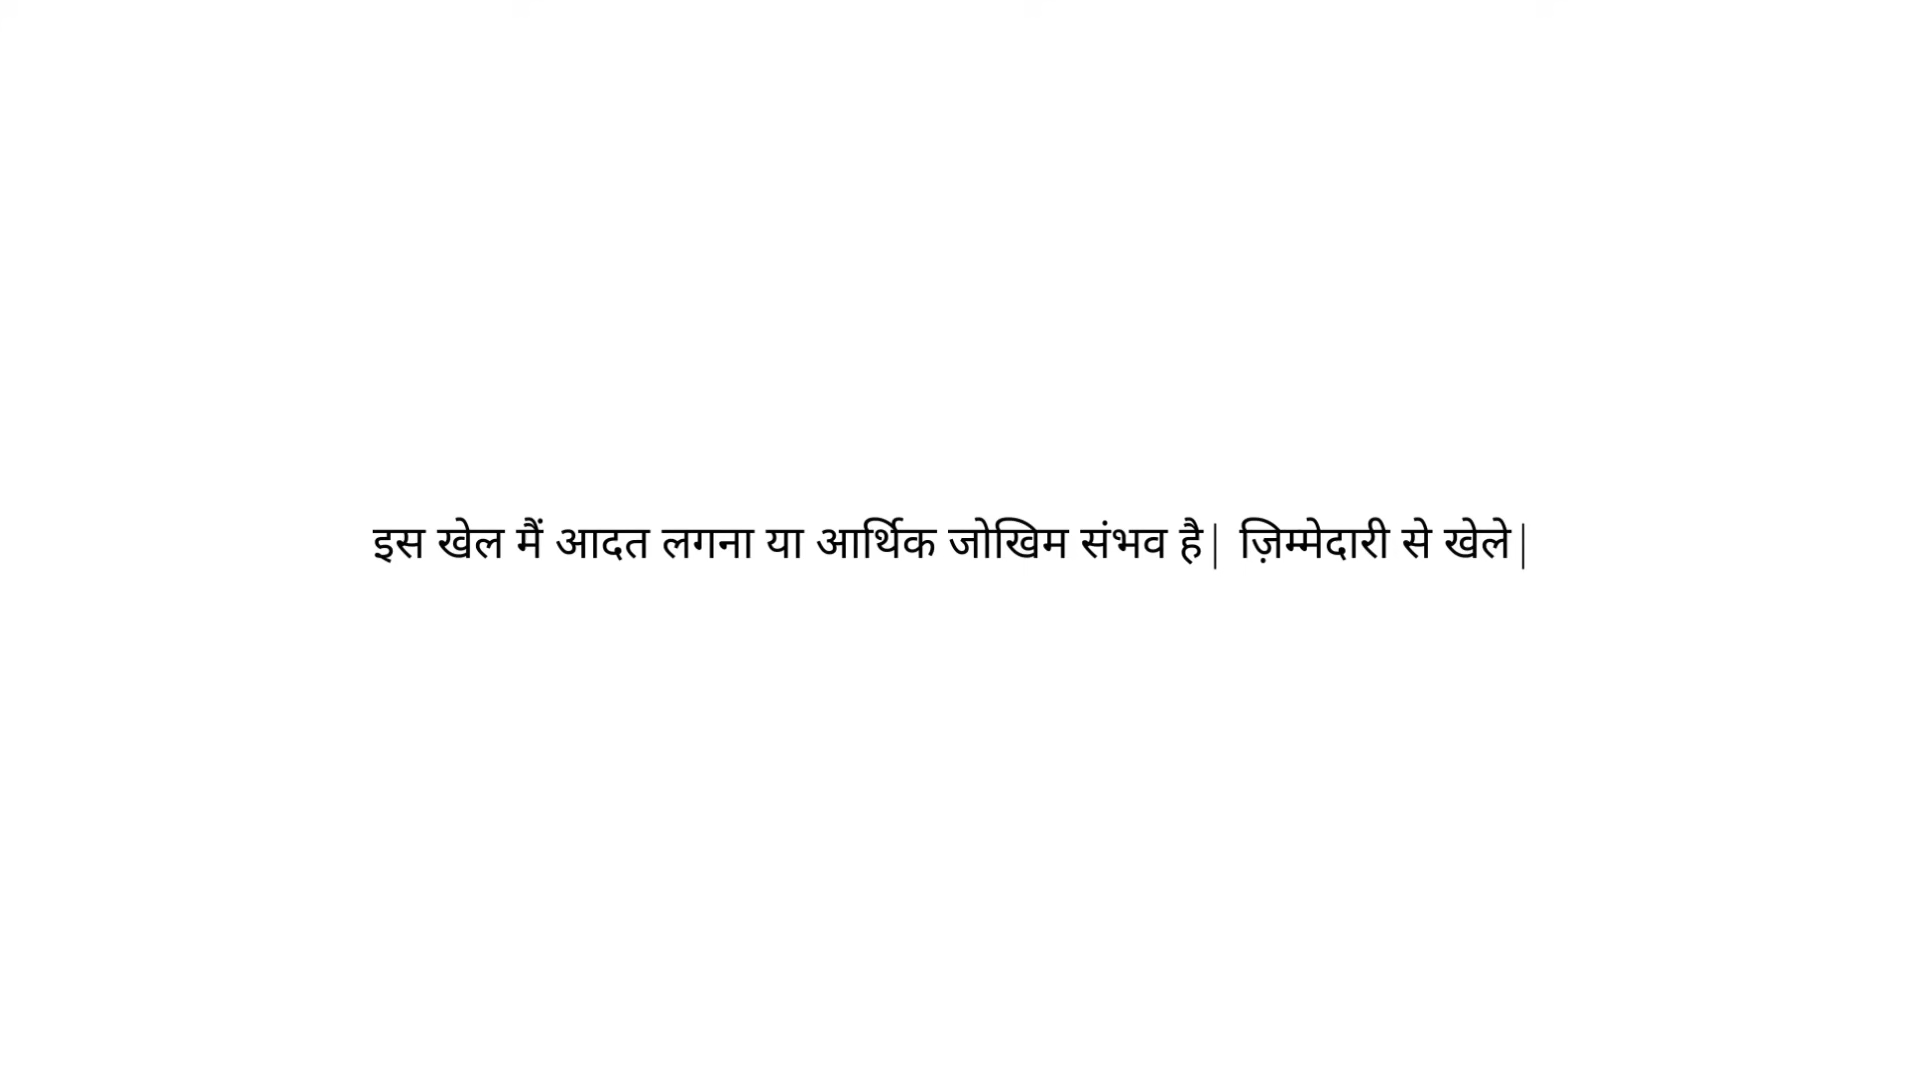 इस खेल मैं आदत लगना या आर्थिक जोखिम संभव है| ज़िम्मेदारी से खेले|